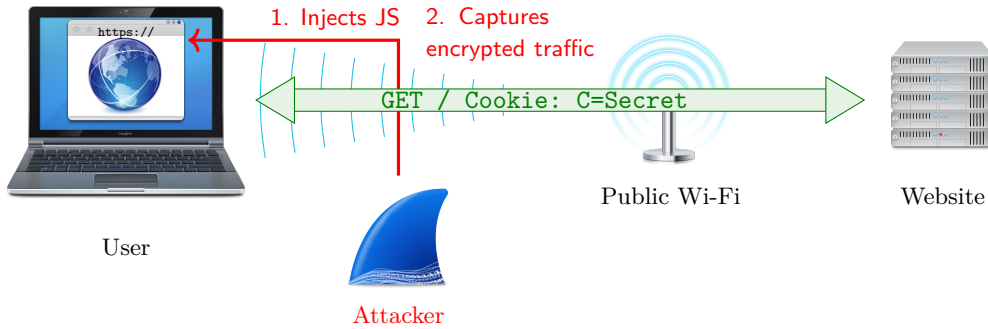 1. Injects JS
2. Captures
encrypted traffic
https://
GET / Cookie: C=Secret
Public Wi-Fi
Website
User
Attacker